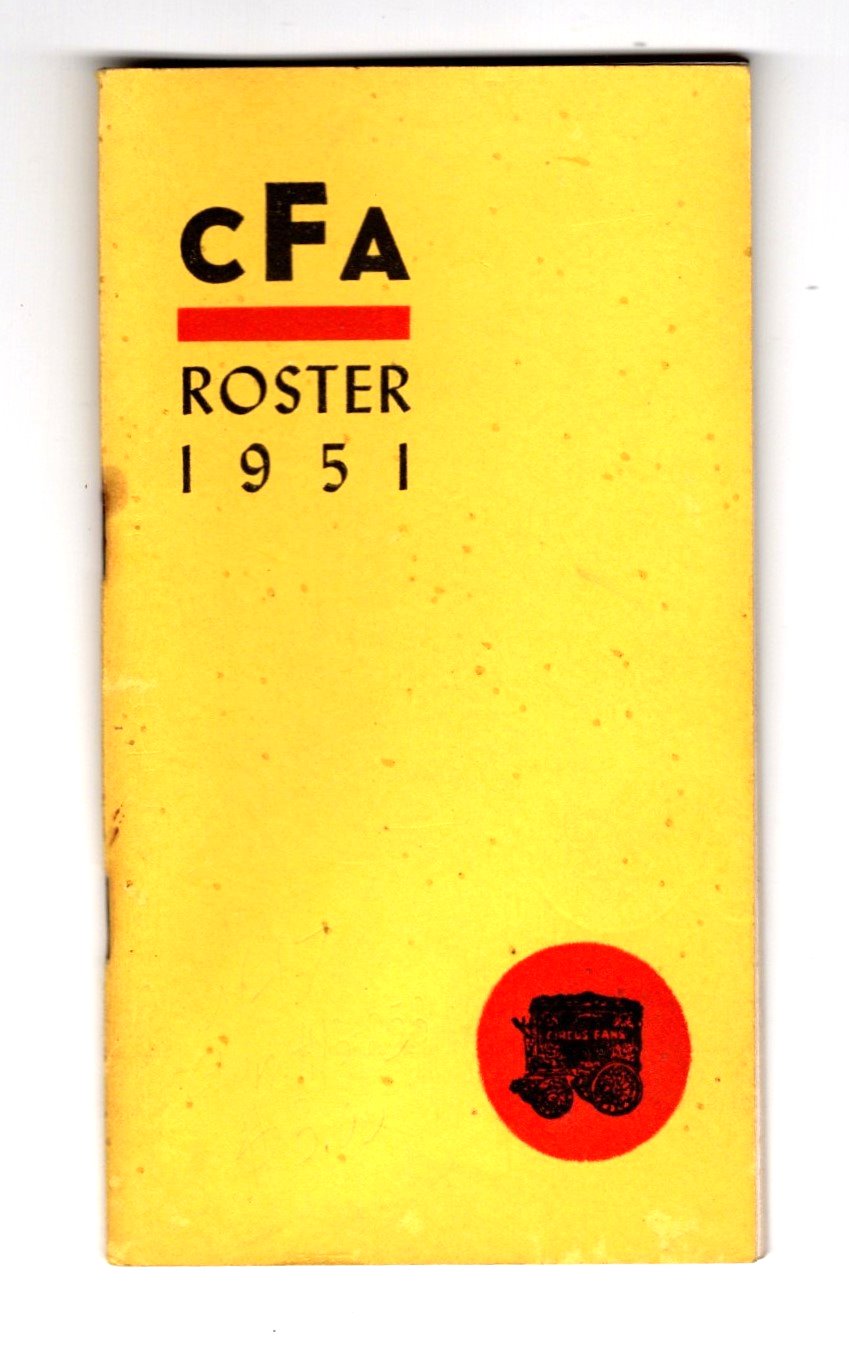 CFA
ROSTER
1951
CIRCUS FANS